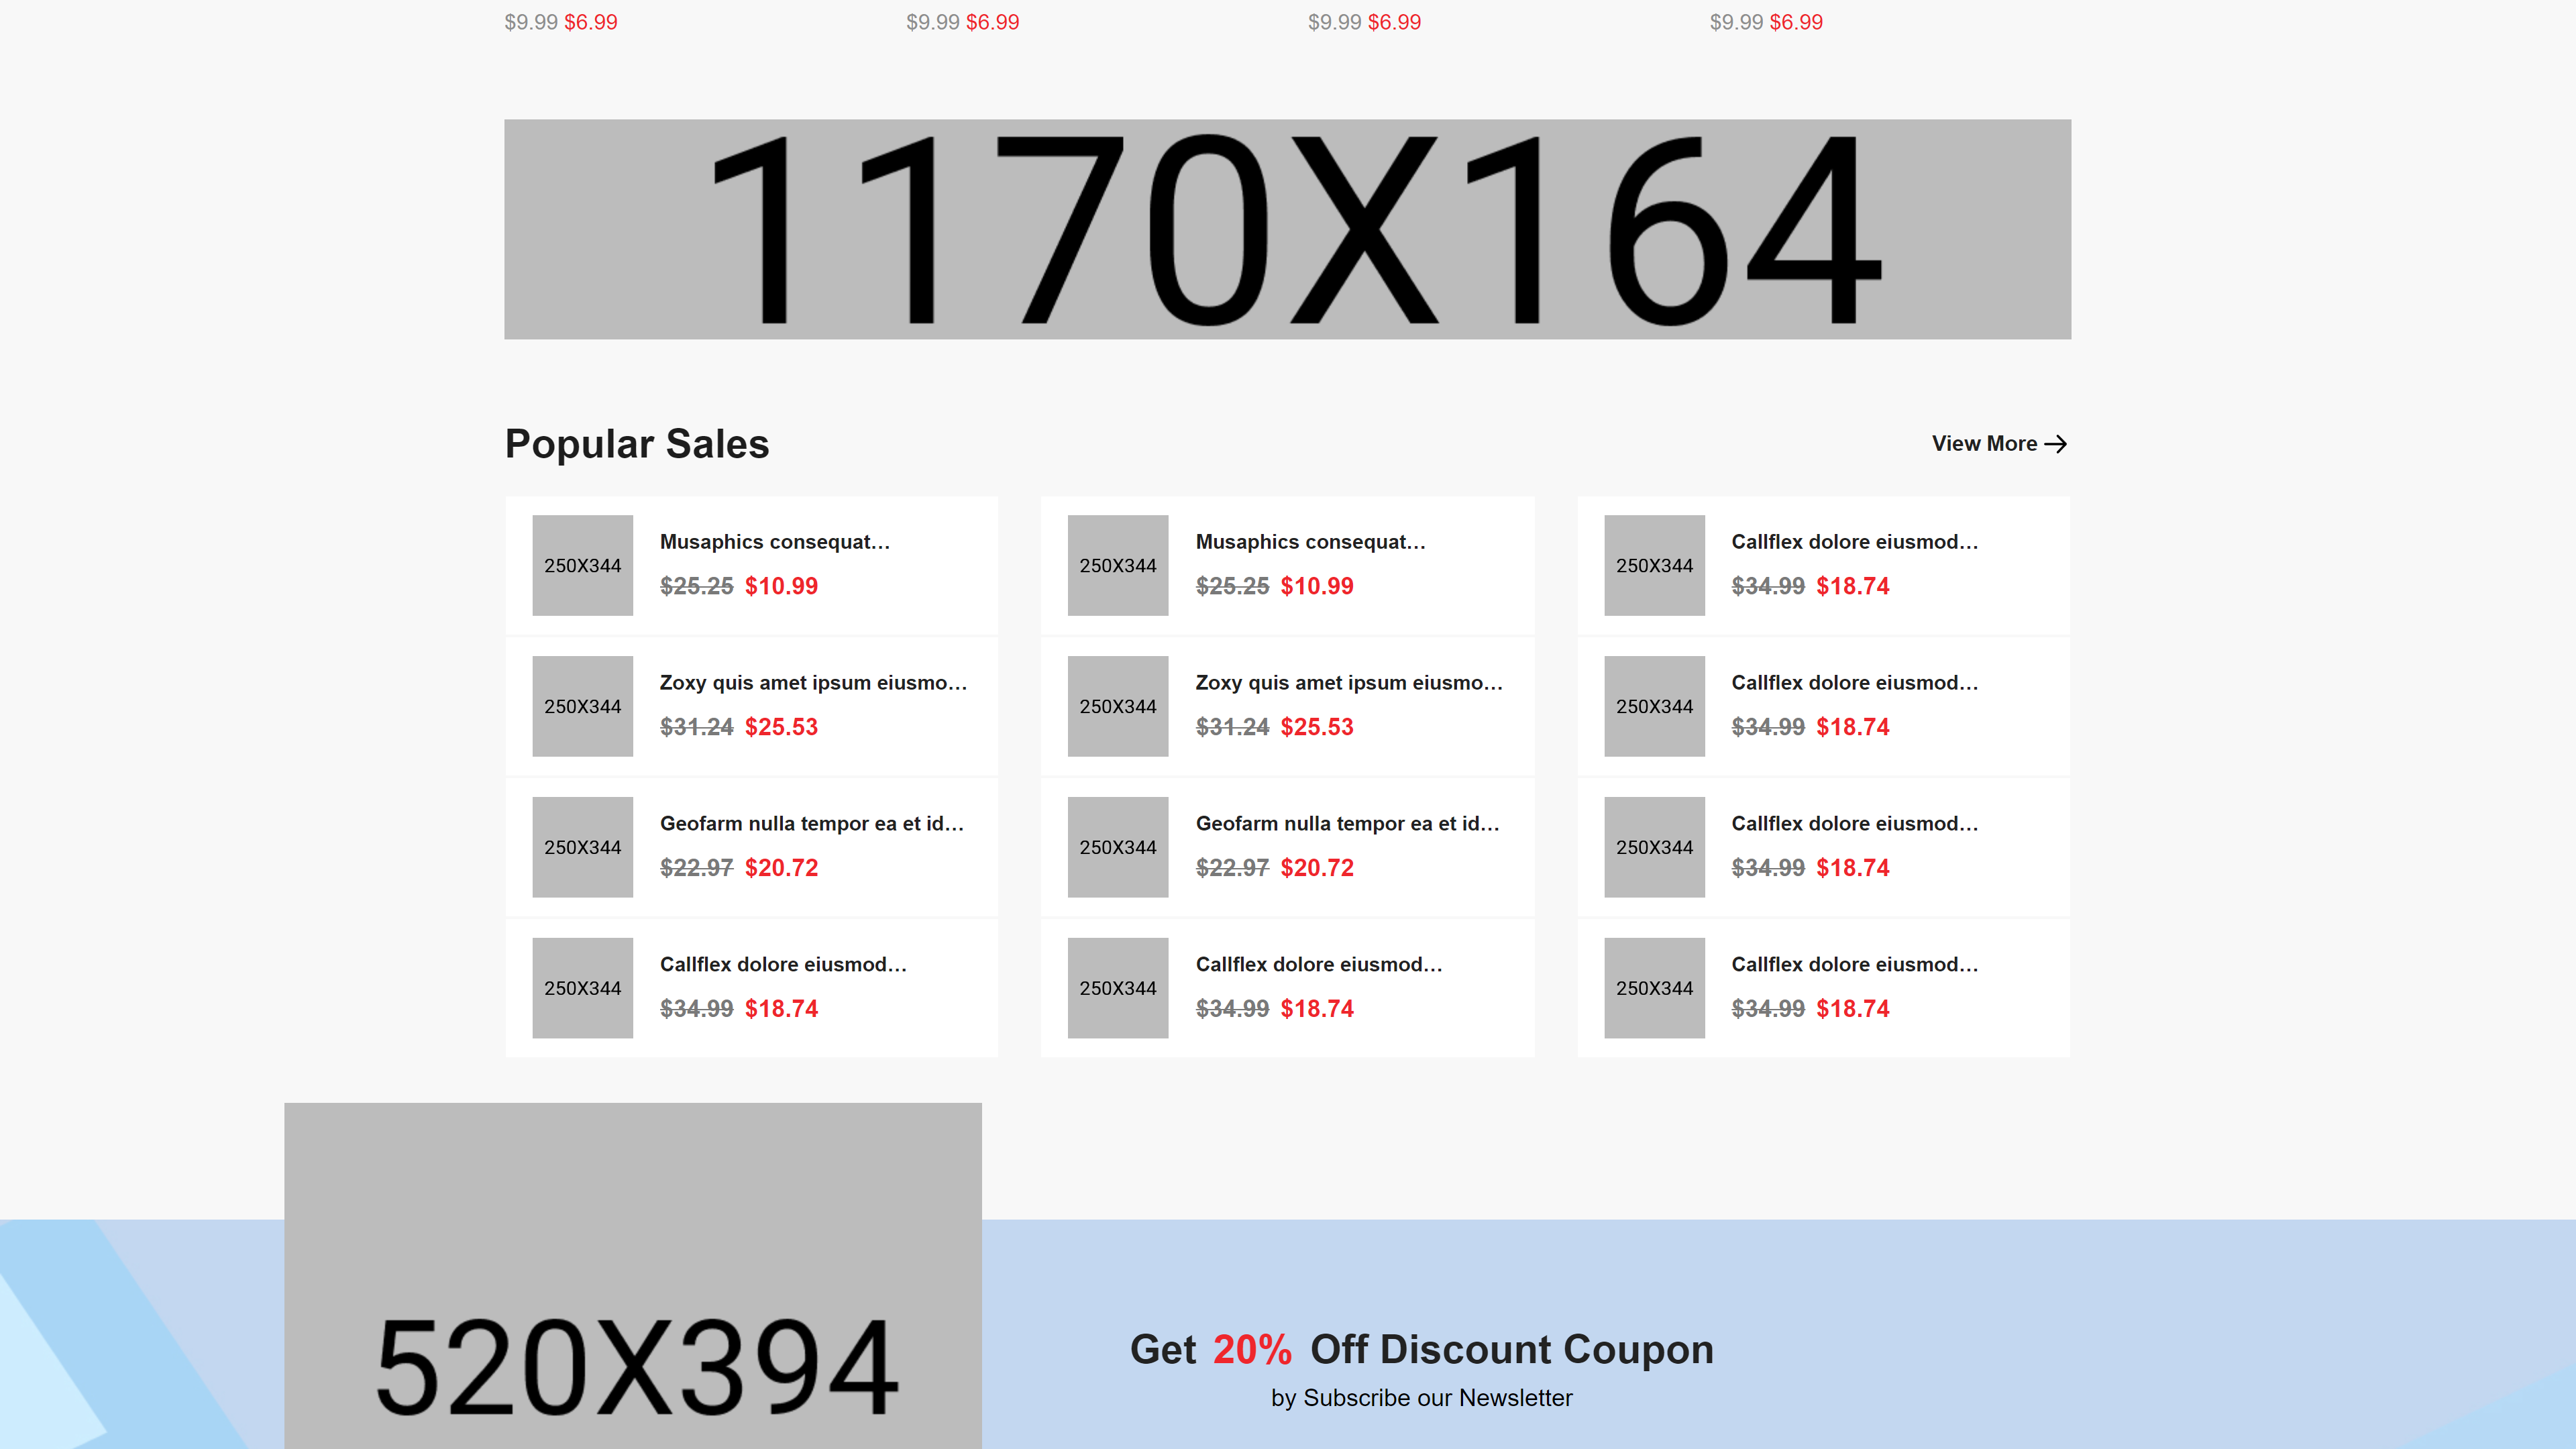 $9.99 $6.99
$9.99 $6.99
$9.99 $6.99
$9.99 $6.99
1170X164
Popular Sales
View More
250X344
Musaphics consequat...
$25.25 $10.99
250X344
Zoxy quis amet ipsum eiusmo...
$31.24 $25.53
250X344
Geofarm nulla tempor ea et id...
$22.97 $20.72
250X344
Callflex dolore eiusmod...
$34.99 $18.74
250X344
Musaphics consequat...
$25.25 $10.99
250X344
Zoxy quis amet ipsum eiusmo...
$31.24 $25.53
250X344
Geofarm nulla tempor ea et id...
$22.97 $20.72
250X344
Callflex dolore eiusmod...
$34.99 $18.74
250X344
Callflex dolore eiusmod...
$34.99 $18.74
250X344
Callflex dolore eiusmod...
$34.99 $18.74
250X344
Callflex dolore eiusmod...
$34.99 $18.74
250X344
Callflex dolore eiusmod...
$34.99 $18.74
520X394
Get 20% Off Discount Coupon
by Subscribe our Newsletter